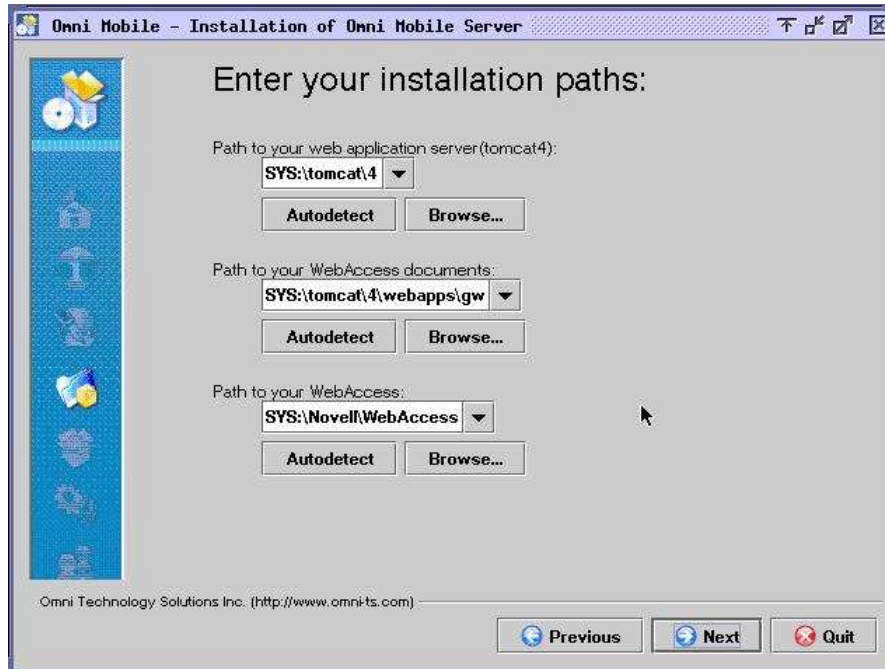 Omni Mobile - Installation of Omni Mobile Server
Enter your installation paths:
Path to your web application server(tomcat4):
SYS:\tomcat\4
Autodetect Browse...
Path to your WebAccess documents:
SYS:\tomcat\4\webapps\gw
Autodetect Browse...
Path to your WebAccess:
SYS:\Novell\WebAccess
Autodetect Browse...
Omni Technology Solutions Inc. (http://www.omni-ts.com)
Previous Next Quit